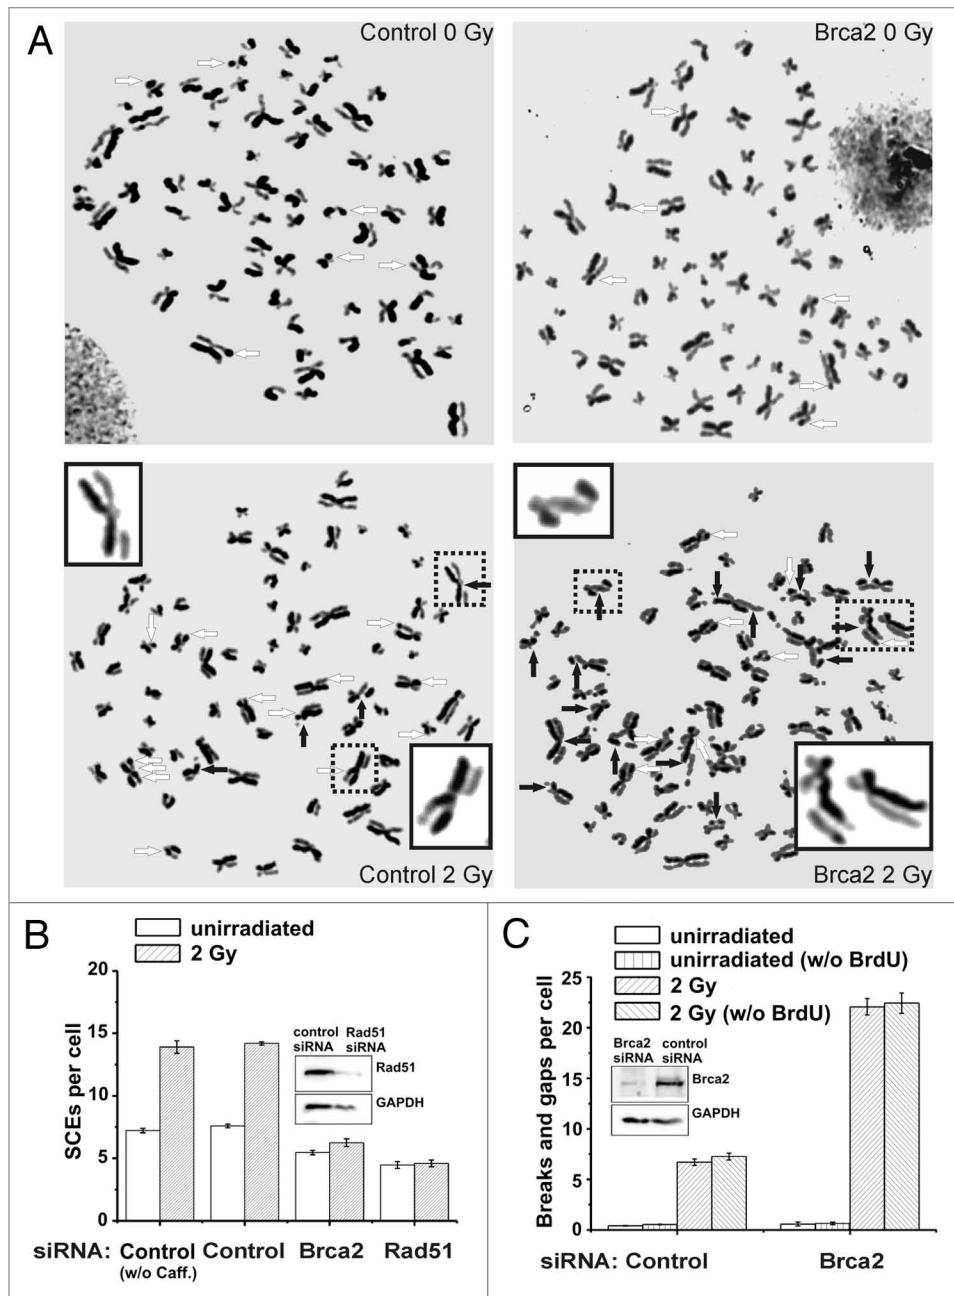 A
Control 0 Gy
Brca2 0 Gy
Control 2 Gy
Brca2 2 Gy
B
unirradiated
2 Gy
20
15
10
5
0
SCEs per cell
control Rad51
siRNA siRNA
Rad51
GAPDH
siRNA: Control Control Brca2 Rad51
(w/o Caff.)
C
unirradiated
unirradiated (w/o BrdU)
2 Gy
2 Gy (w/o BrdU)
25
20
15
10
5
0
Breaks and gaps per cell
Brca2 control
siRNA siRNA
Brca2
GAPDH
siRNA: Control Brca2